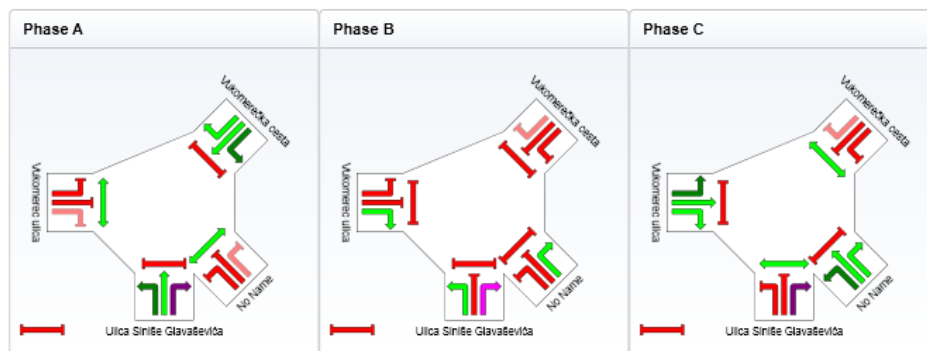 Phase A
Vukomerečka cesta
Vukomerec ulica
No Name
Ulica Siniše Glavaševića
Phase B
Vukomerečka cesta
Vukomerec ulica
No Name
Ulica Siniše Glavaševića
Phase C
Vukomerečka cesta
Vukomerec ulica
No Name
Ulica Siniše Glavaševića